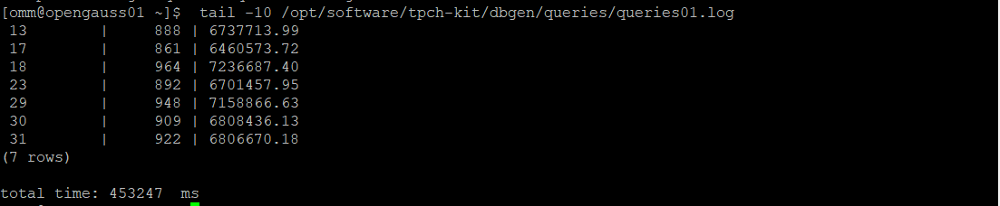 [omm@opengauss01 ~]$  tail -10 /opt/software/tpch-kit/dbgen/queries/queries01.log
 13        |     888 | 6737713.99
 17        |     861 | 6460573.72
 18        |     964 | 7236687.40
 23        |     892 | 6701457.95
 29        |     948 | 7158866.63
 30        |     909 | 6808436.13
 31        |     922 | 6806670.18
(7 rows)

total time: 453247  ms